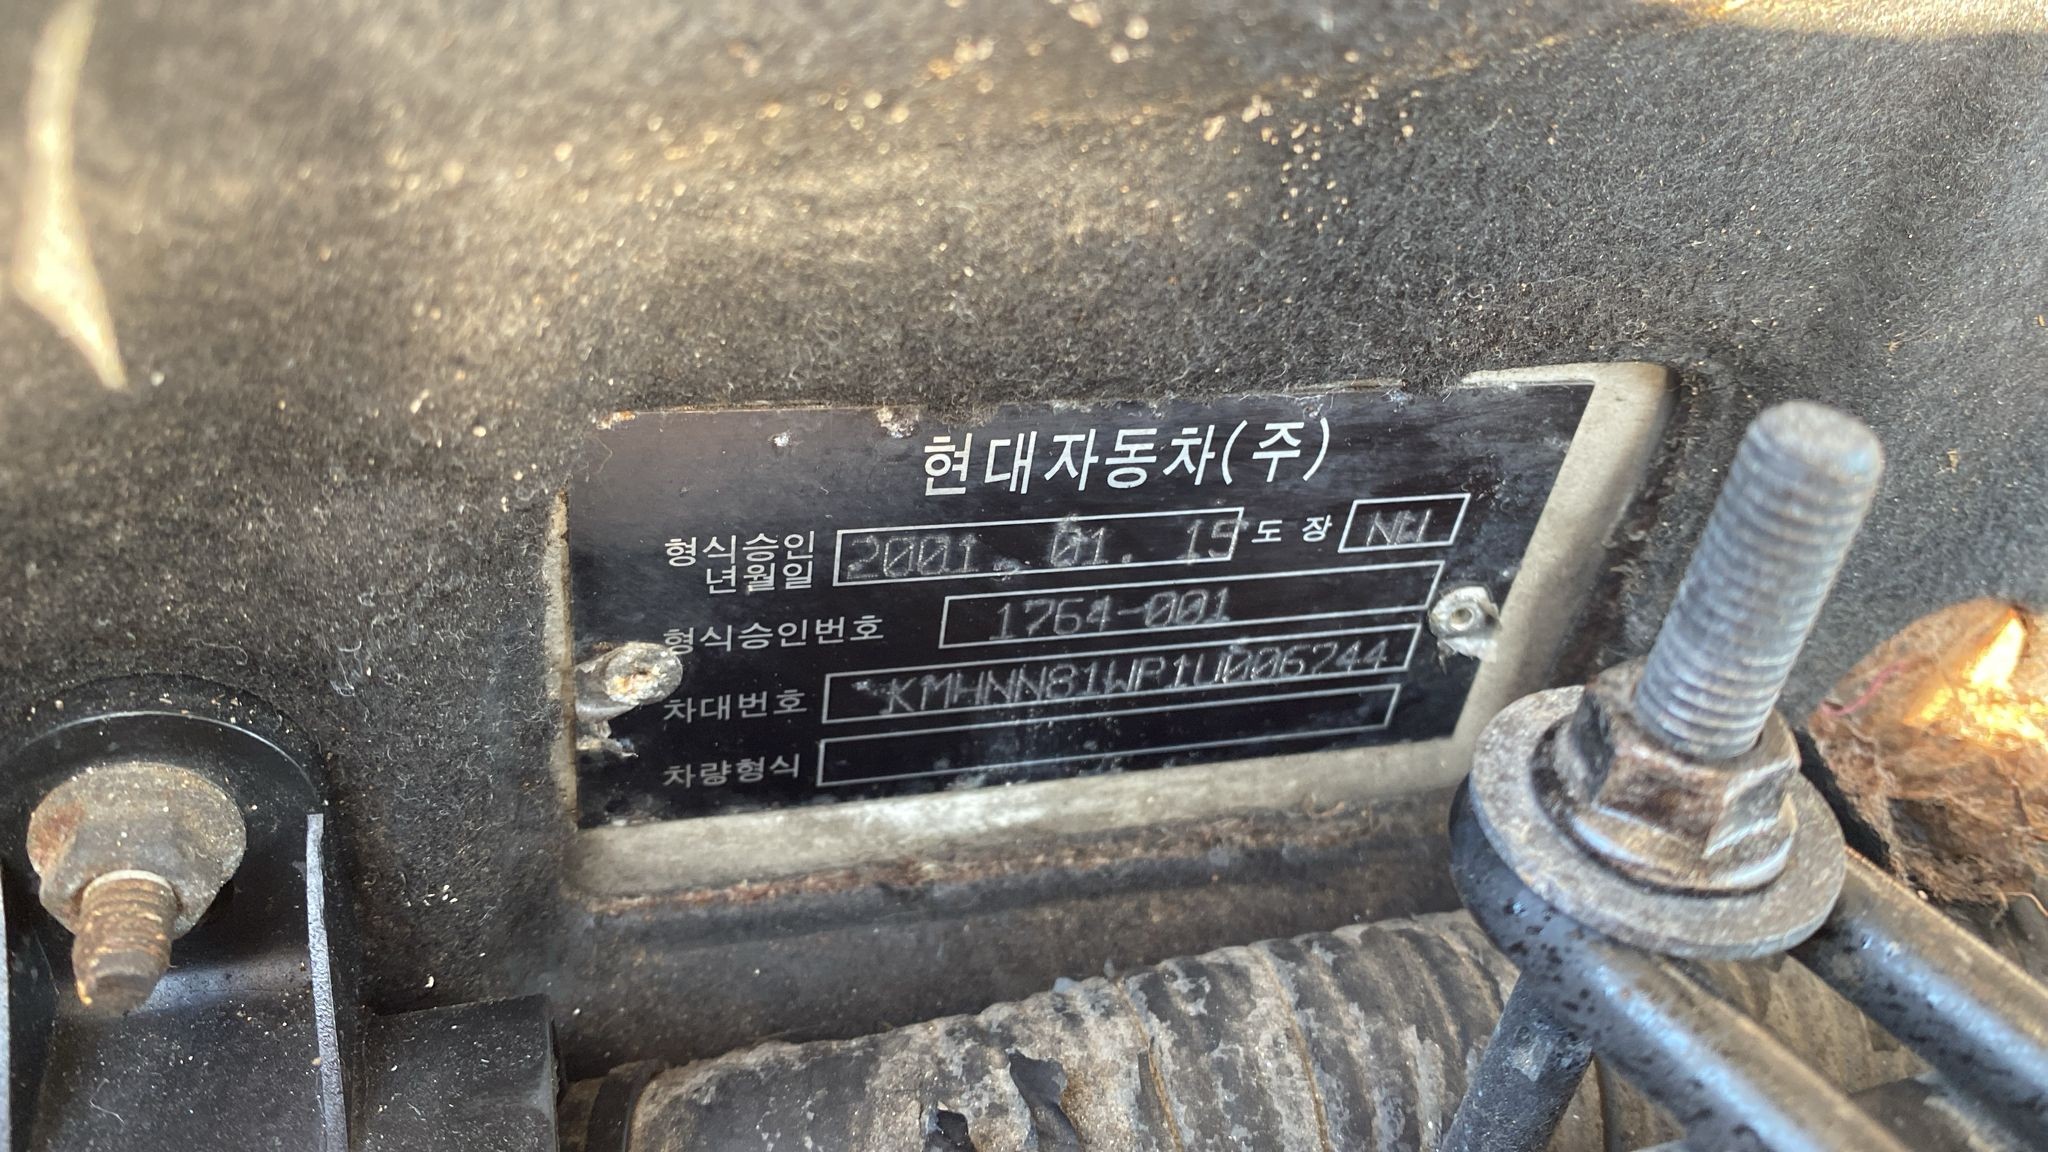 현대자동차(주)
형식승인 년월일 2001. 01. 15 도장 NW
형식승인번호 1764-001
차대번호 *KMHNN81WP1U006744
차량형식